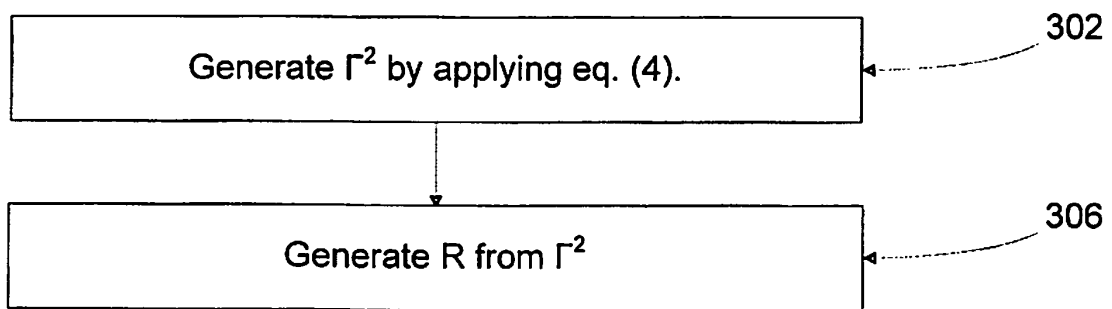 302
Generate Γ² by applying eq. (4).
306
Generate R from Γ²